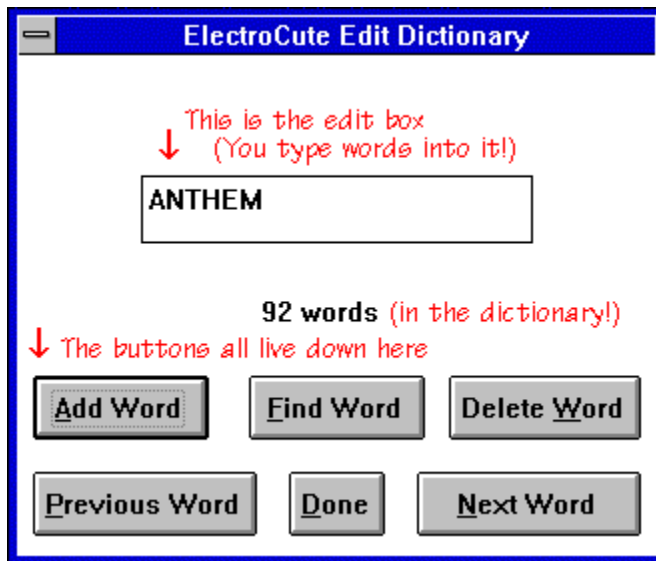 ElectroCute Edit Dictionary
This is the edit box
(You type words into it!)
ANTHEM
92 words (in the dictionary!)
The buttons all live down here
Add Word Find Word Delete Word
Previous Word Done Next Word